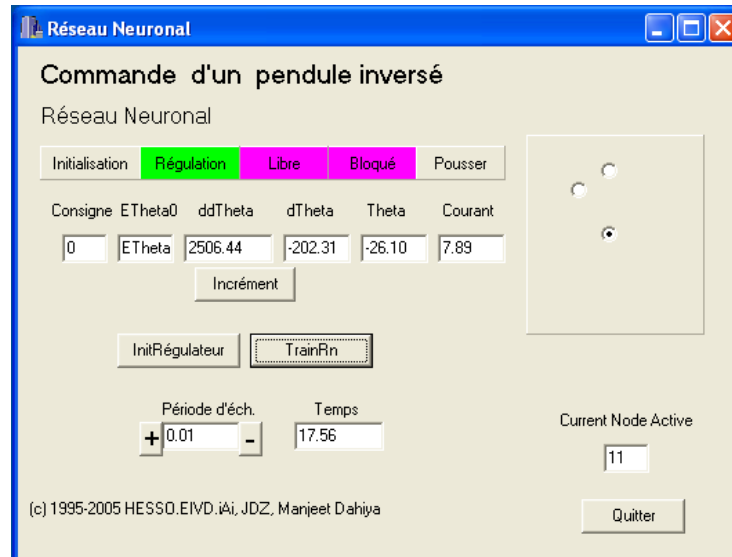 Réseau Neuronal
Commande d'un pendule inversé
Réseau Neuronal
Initialisation Régulation Libre Bloqué Pousser
Consigne ETheta0 ddTheta dTheta Theta Courant
0 ETheta 2506.44 -202.31 -26.10 7.89
Incrément
InitRégulateur TrainRn
Période d'éch. Temps
+ 0.01 - 17.56
Current Node Active
11
(c) 1995-2005 HESSO.EIVD.iAi, JDZ, Manjeet Dahiya
Quitter